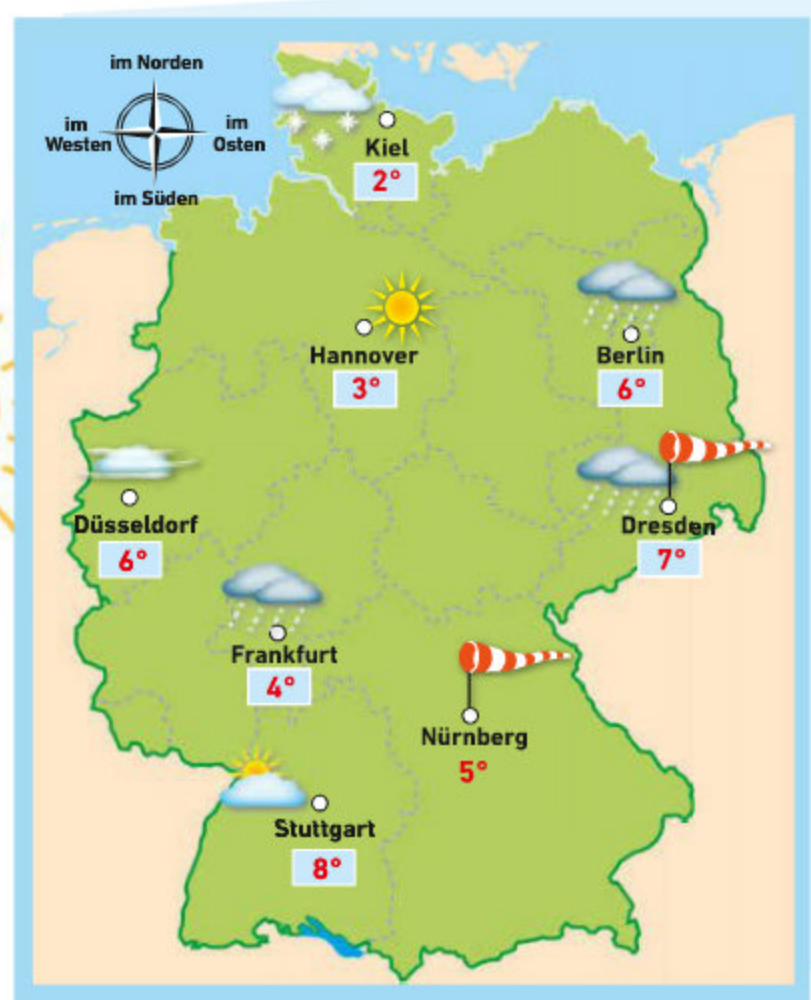 im Norden
im
Westen
im
Osten
im Süden
Kiel
2°
Hannover
3°
Berlin
6°
Düsseldorf
6°
Dresden
7°
Frankfurt
4°
Nürnberg
5°
Stuttgart
8°